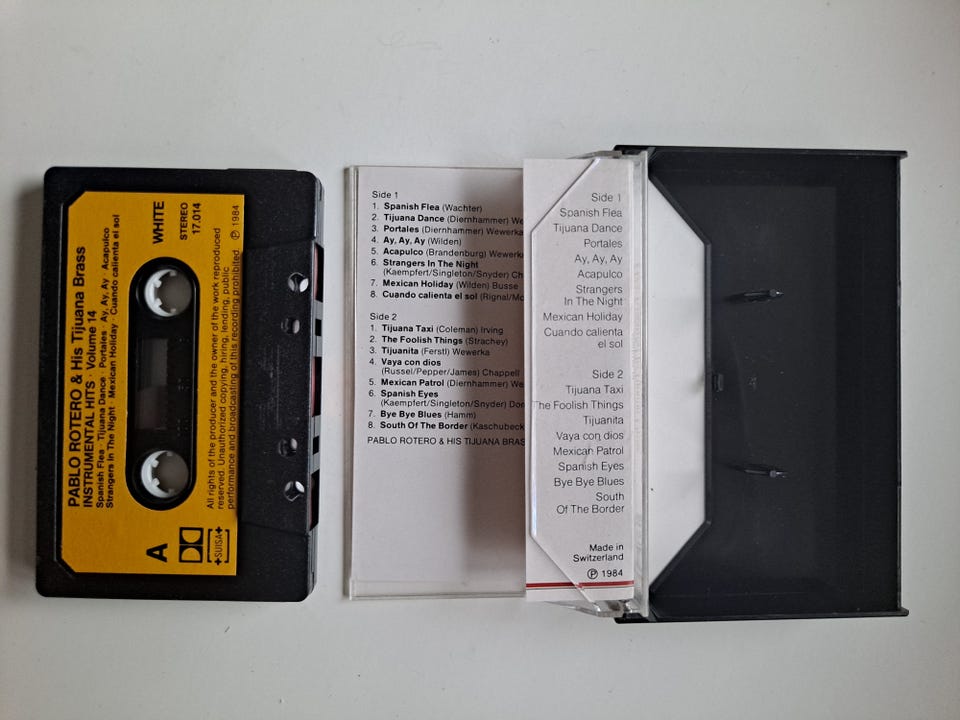 PABLO ROTERO & His Tijuana Brass
INSTRUMENTAL HITS · Volume 14
Spanish Flea · Tijuana Dance · Portales · Ay, Ay, Ay · Acapulco
Strangers In The Night · Mexican Holiday · Cuando calienta el sol
WHITE
STEREO
17.014
A
+SUISA+
All rights of the producer and the owner of the work reproduced
reserved. Unauthorized copying, hiring, lending, public
performance and broadcasting of this recording prohibited. ℗ 1984
Side 1
1. Spanish Flea (Wachter)
2. Tijuana Dance (Diernhammer) We
3. Portales (Diernhammer) Wewerka
4. Ay, Ay, Ay (Wilden)
5. Acapulco (Brandenburg) Wewerk
6. Strangers In The Night
(Kaempfert/Singleton/Snyder) Ch
7. Mexican Holiday (Wilden) Busse
8. Cuando calienta el sol (Rignal/Mo
Side 2
1. Tijuana Taxi (Coleman) Irving
2. The Foolish Things (Strachey)
3. Tijuanita (Ferstl) Wewerka
4. Vaya con dios
(Russel/Pepper/James) Chappell
5. Mexican Patrol (Diernhammer) We
6. Spanish Eyes
(Kaempfert/Singleton/Snyder) Do
7. Bye Bye Blues (Hamm)
8. South Of The Border (Kaschubeck
PABLO ROTERO & HIS TIJUANA BRAS
Side 1
Spanish Flea
Tijuana Dance
Portales
Ay, Ay, Ay
Acapulco
Strangers
In The Night
Mexican Holiday
Cuando calienta
el sol
Side 2
Tijuana Taxi
The Foolish Things
Tijuanita
Vaya con dios
Mexican Patrol
Spanish Eyes
Bye Bye Blues
South
Of The Border
Made in
Switzerland
℗ 1984